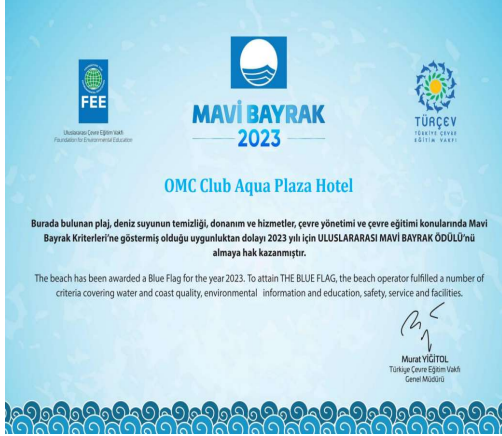 FEE
Uluslararası Çevre Eğitim Vakfı
Foundation for Environmental Education
MAVİ BAYRAK
2023
TÜRÇEV
TÜRKİYE ÇEVRE
EĞİTİM VAKFI
OMC Club Aqua Plaza Hotel
Burada bulunan plaj, deniz suyunun temizliği, donanım ve hizmetler, çevre yönetimi ve çevre eğitimi konularında Mavi
Bayrak Kriterleri'ne göstermiş olduğu uygunluktan dolayı 2023 yılı için ULUSLARARASI MAVİ BAYRAK ÖDÜLÜ'nü
almaya hak kazanmıştır.
The beach has been awarded a Blue Flag for the year 2023. To attain THE BLUE FLAG, the beach operator fulfilled a number of
criteria covering water and coast quality, environmental information and education, safety, service and facilities.
Murat YİĞİTOL
Türkiye Çevre Eğitim Vakfı
Genel Müdürü